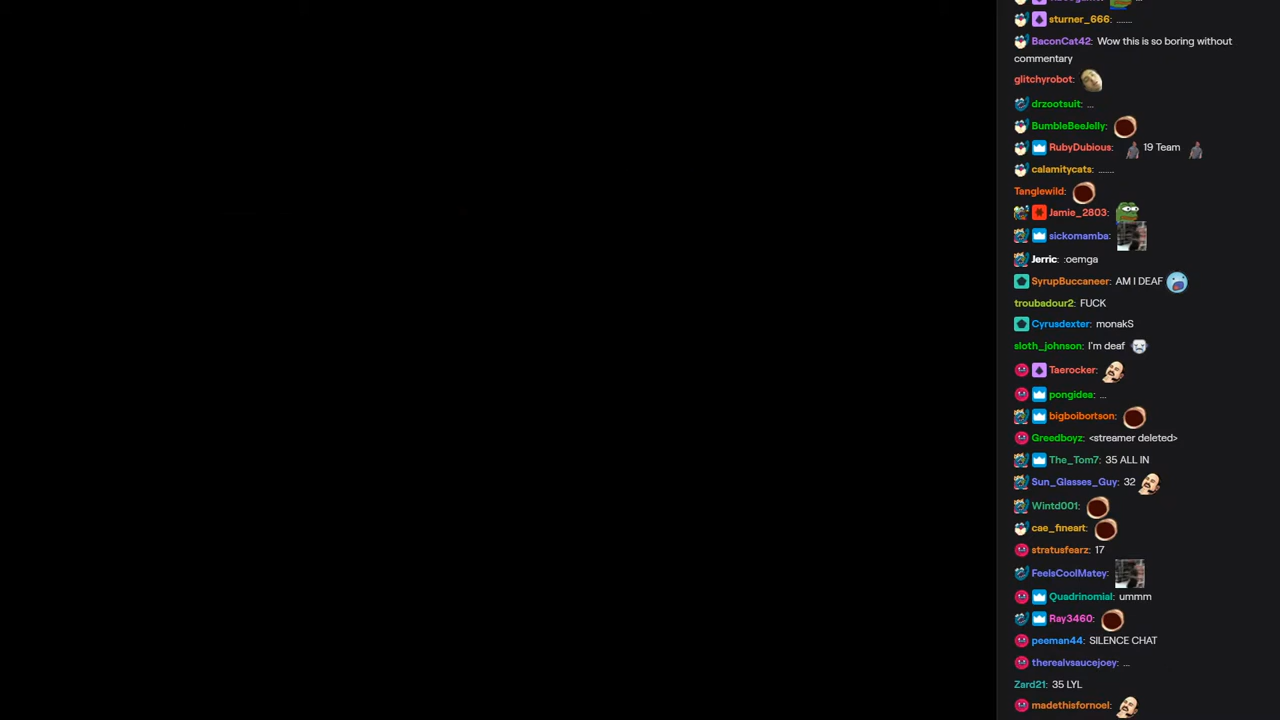 sturner_666: .......
BaconCat42: Wow this is so boring without
commentary
glitchyrobot:
drzootsuit: ...
BumbleBeeJelly:
RubyDubious: 19 Team
calamitycats: .......
Tanglewild:
Jamie_2803:
sickomamba:
Jerric: :oemga
SyrupBuccaneer: AM I DEAF
troubadour2: FUCK
Cyrusdexter: monakS
sloth_johnson: I'm deaf
Taerocker:
pongidea: ...
bigboibortson:
Greedboyz: <streamer deleted>
The_Tom7: 35 ALL IN
Sun_Glasses_Guy: 32
Wintd001:
cae_fineart:
stratusfearz: 17
FeelsCoolMatey:
Quadrinomial: ummm
Ray3460:
peeman44: SILENCE CHAT
therealvsaucejoey: ...
Zard21: 35 LYL
madethisfornoel: